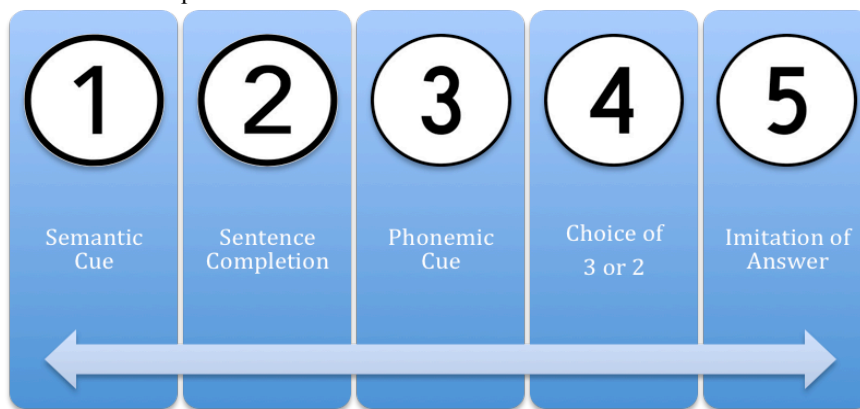 1
Semantic
Cue
2
Sentence
Completion
3
Phonemic
Cue
4
Choice of
3 or 2
5
Imitation of
Answer